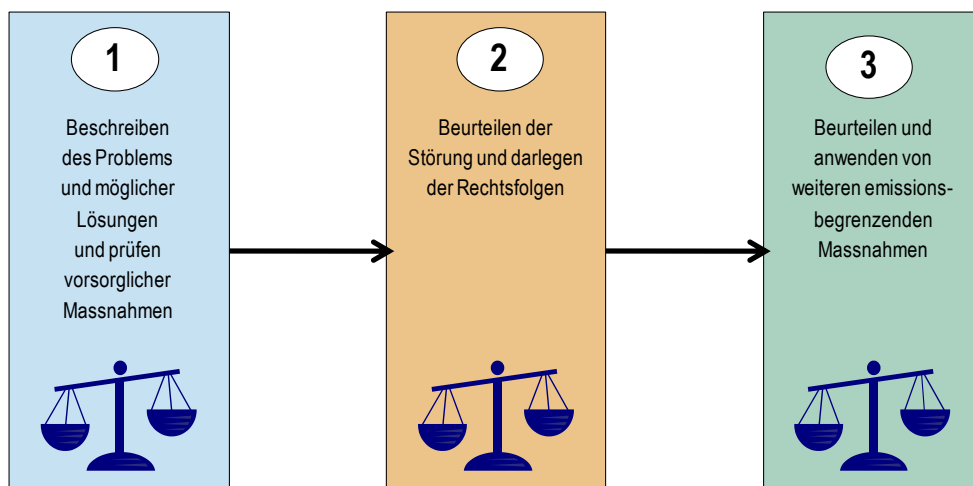 1
Beschreiben
des Problems
und möglicher
Lösungen
und prüfen
vorsorglicher
Massnahmen
2
Beurteilen der
Störung und darlegen
der Rechtsfolgen
3
Beurteilen und
anwenden von
weiteren emissions-
begrenzenden
Massnahmen